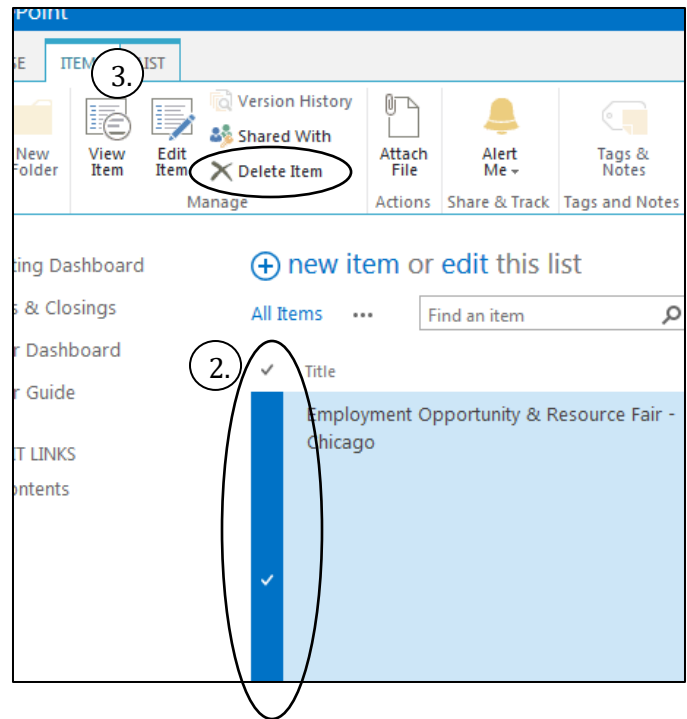 Point
SE ITEM LIST
3.
New Folder
View Item
Edit Item
Version History
Shared With
Delete Item
Attach File
Alert Me
Tags & Notes
Manage
Actions
Share & Track
Tags and Notes
ting Dashboard
s & Closings
r Dashboard
r Guide
T LINKS
ontents
new item or edit this list
All Items ...
Find an item
2.
Title
Employment Opportunity & Resource Fair -
Chicago